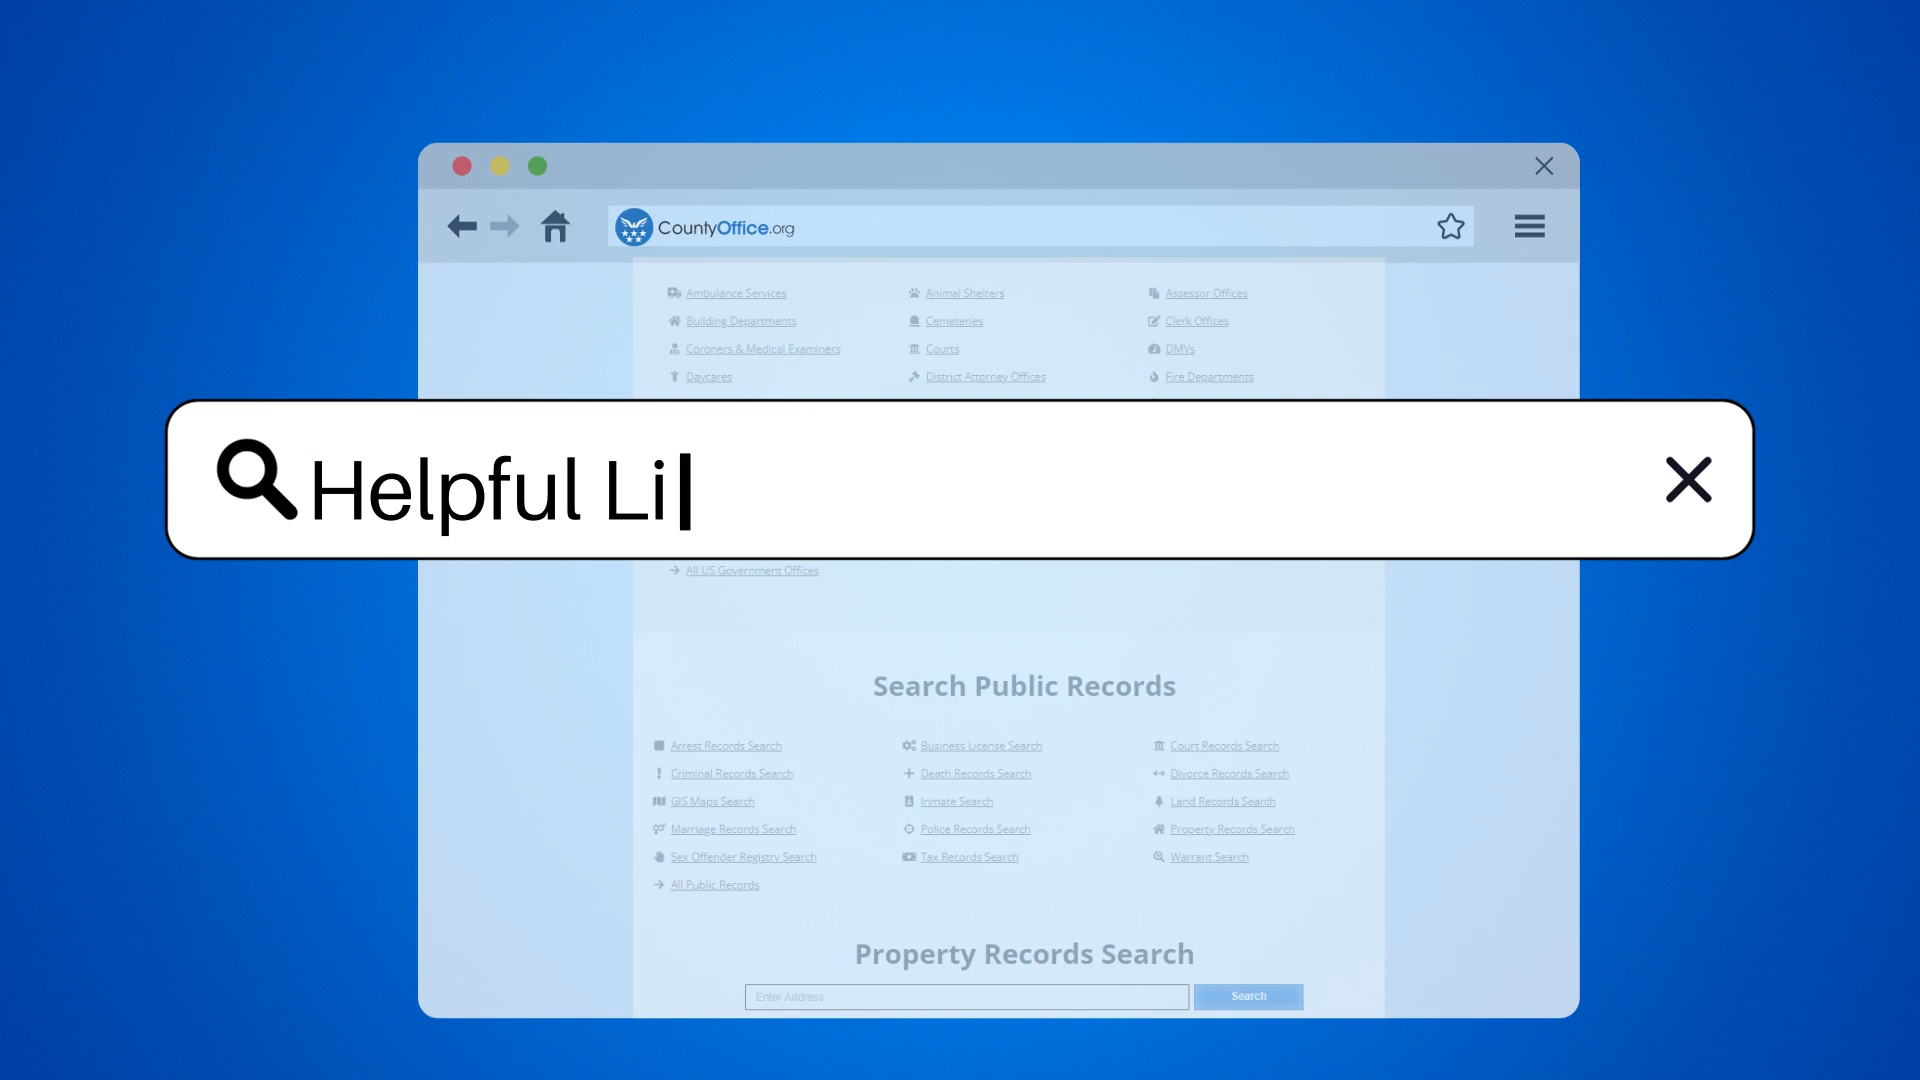 CountyOffice.org
Ambulance Services Animal Shelters Assessor Offices
Building Departments Cemeteries Clerk Offices
Coroners & Medical Examiners Courts DMVs
Daycares District Attorney Offices Fire Departments
Helpful Li
All US Government Offices
Search Public Records
Arrest Records Search Business License Search Court Records Search
Criminal Records Search Death Records Search Divorce Records Search
GIS Maps Search Inmate Search Land Records Search
Marriage Records Search Police Records Search Property Records Search
Sex Offender Registry Search Tax Records Search Warrant Search
All Public Records
Property Records Search
Enter Address Search